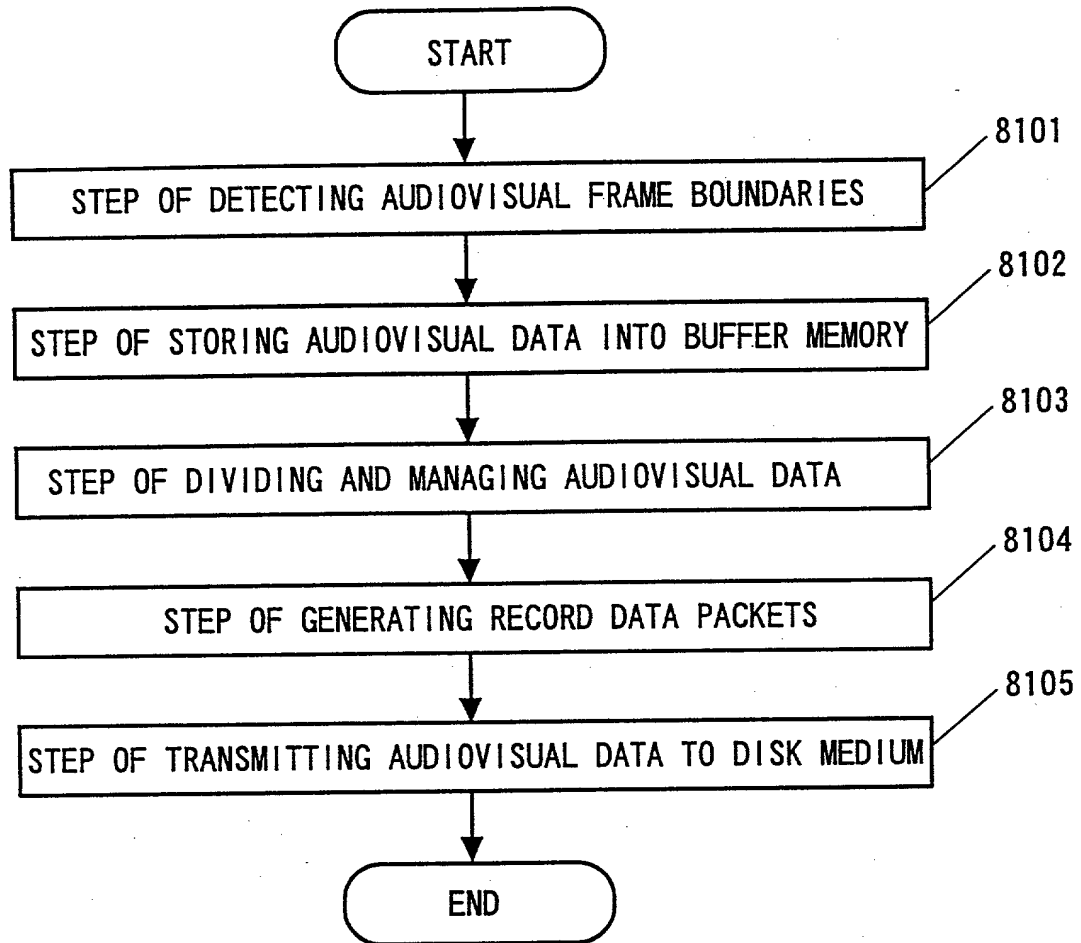 START
8101
STEP OF DETECTING AUDIOVISUAL FRAME BOUNDARIES
8102
STEP OF STORING AUDIOVISUAL DATA INTO BUFFER MEMORY
8103
STEP OF DIVIDING AND MANAGING AUDIOVISUAL DATA
8104
STEP OF GENERATING RECORD DATA PACKETS
8105
STEP OF TRANSMITTING AUDIOVISUAL DATA TO DISK MEDIUM
END